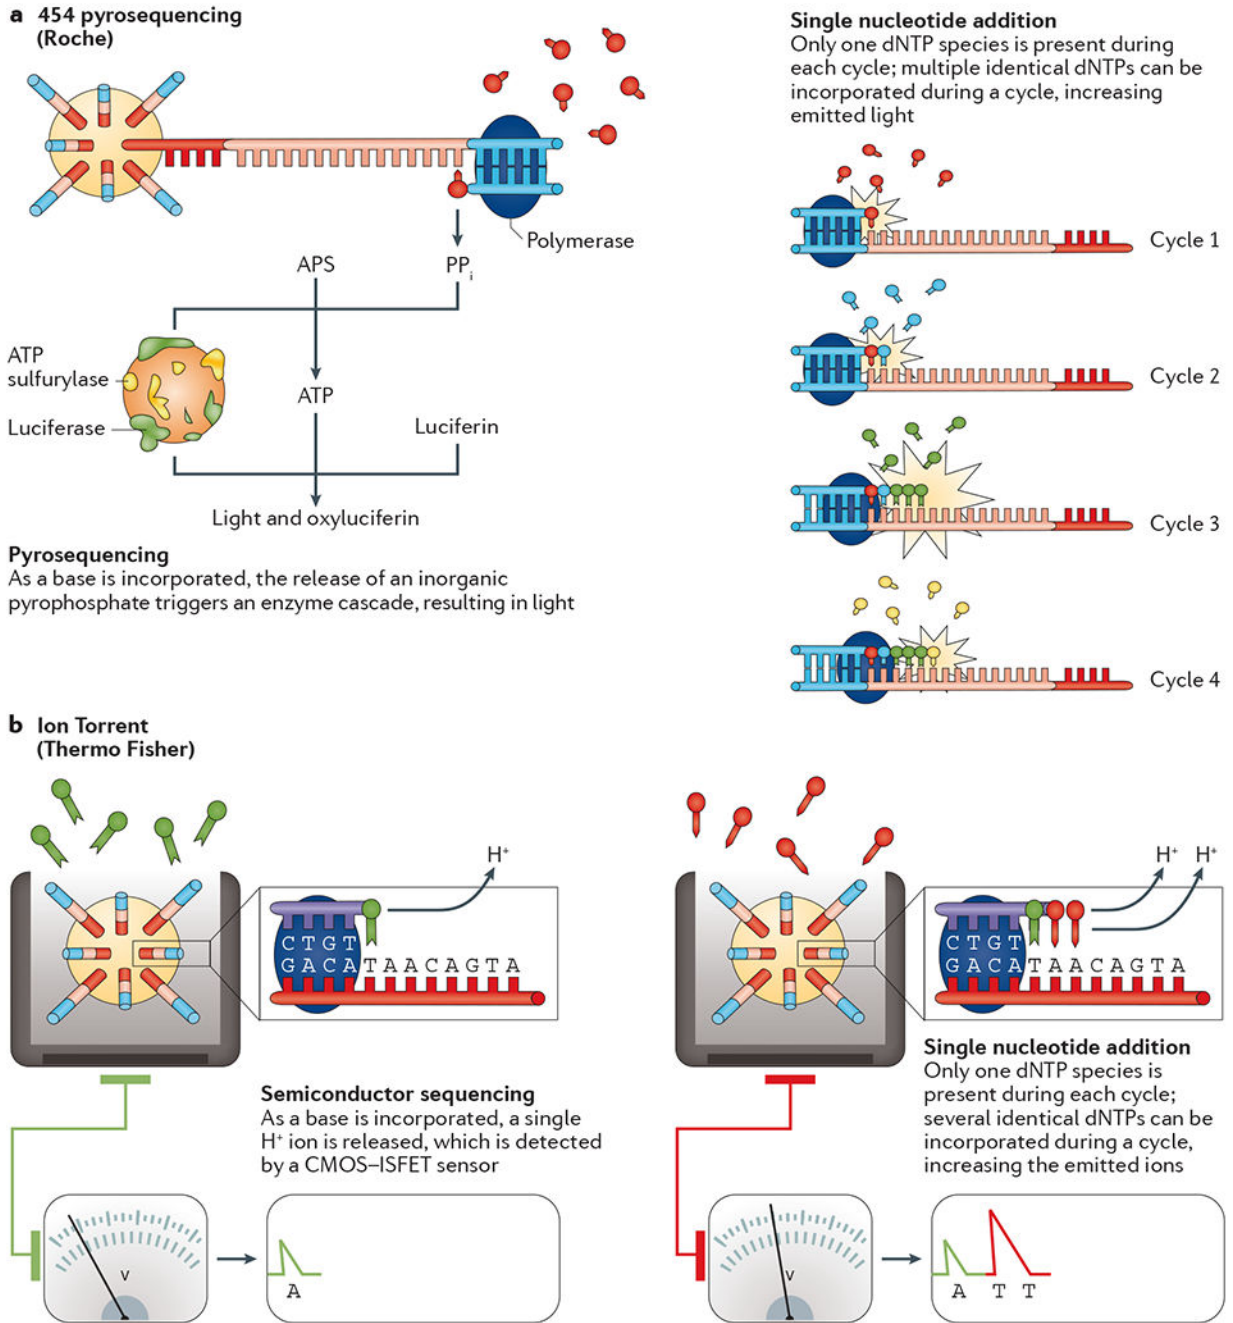 a 454 pyrosequencing
(Roche)
Polymerase
APS
PPi
ATP
sulfurylase
Luciferase
ATP
Luciferin
Light and oxyluciferin
Pyrosequencing
As a base is incorporated, the release of an inorganic
pyrophosphate triggers an enzyme cascade, resulting in light
Single nucleotide addition
Only one dNTP species is present during
each cycle; multiple identical dNTPs can be
incorporated during a cycle, increasing
emitted light
Cycle 1
Cycle 2
Cycle 3
Cycle 4
b Ion Torrent
(Thermo Fisher)
H+
CTGT
GACATAACAGTA
Semiconductor sequencing
As a base is incorporated, a single
H+ ion is released, which is detected
by a CMOS–ISFET sensor
V
A
H+ H+
CTGT
GACATAACAGTA
Single nucleotide addition
Only one dNTP species is
present during each cycle;
several identical dNTPs can be
incorporated during a cycle,
increasing the emitted ions
V
A T T